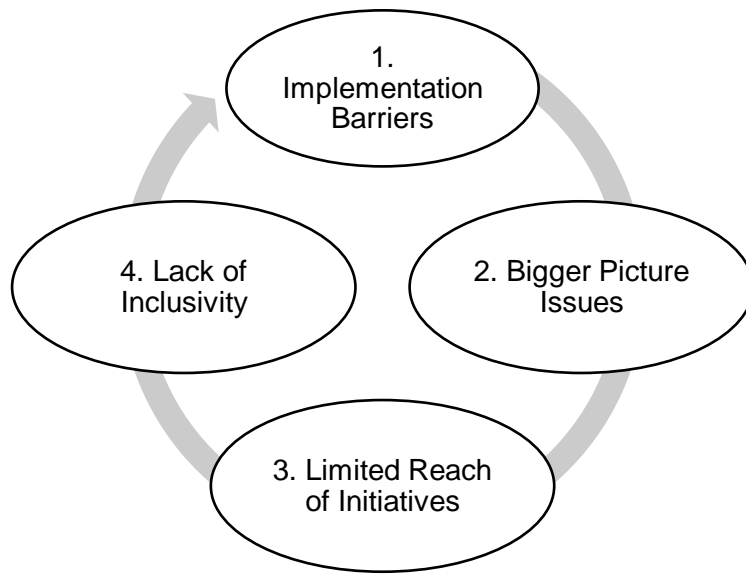 1.
Implementation
Barriers
2. Bigger Picture
Issues
3. Limited Reach
of Initiatives
4. Lack of
Inclusivity